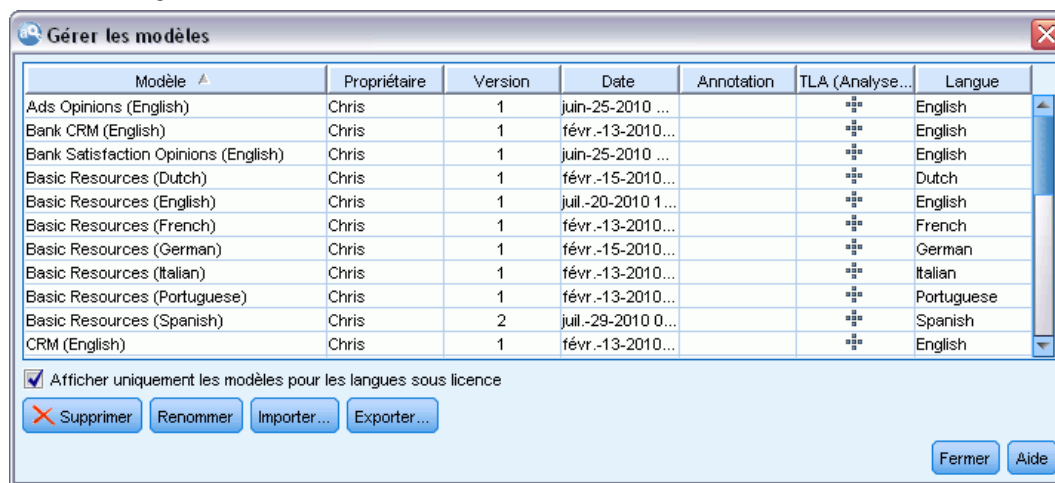 Gérer les modèles
Modèle Propriétaire Version Date Annotation TLA (Analyse... Langue
Ads Opinions (English) Chris 1 juin-25-2010 ... English
Bank CRM (English) Chris 1 févr.-13-2010... English
Bank Satisfaction Opinions (English) Chris 1 juin-25-2010 ... English
Basic Resources (Dutch) Chris 1 févr.-15-2010... Dutch
Basic Resources (English) Chris 1 juil.-20-2010 1... English
Basic Resources (French) Chris 1 févr.-13-2010... French
Basic Resources (German) Chris 1 févr.-15-2010... German
Basic Resources (Italian) Chris 1 févr.-13-2010... Italian
Basic Resources (Portuguese) Chris 1 févr.-13-2010... Portuguese
Basic Resources (Spanish) Chris 2 juil.-29-2010 0... Spanish
CRM (English) Chris 1 févr.-13-2010... English
Afficher uniquement les modèles pour les langues sous licence
Supprimer Renommer Importer... Exporter...
Fermer Aide